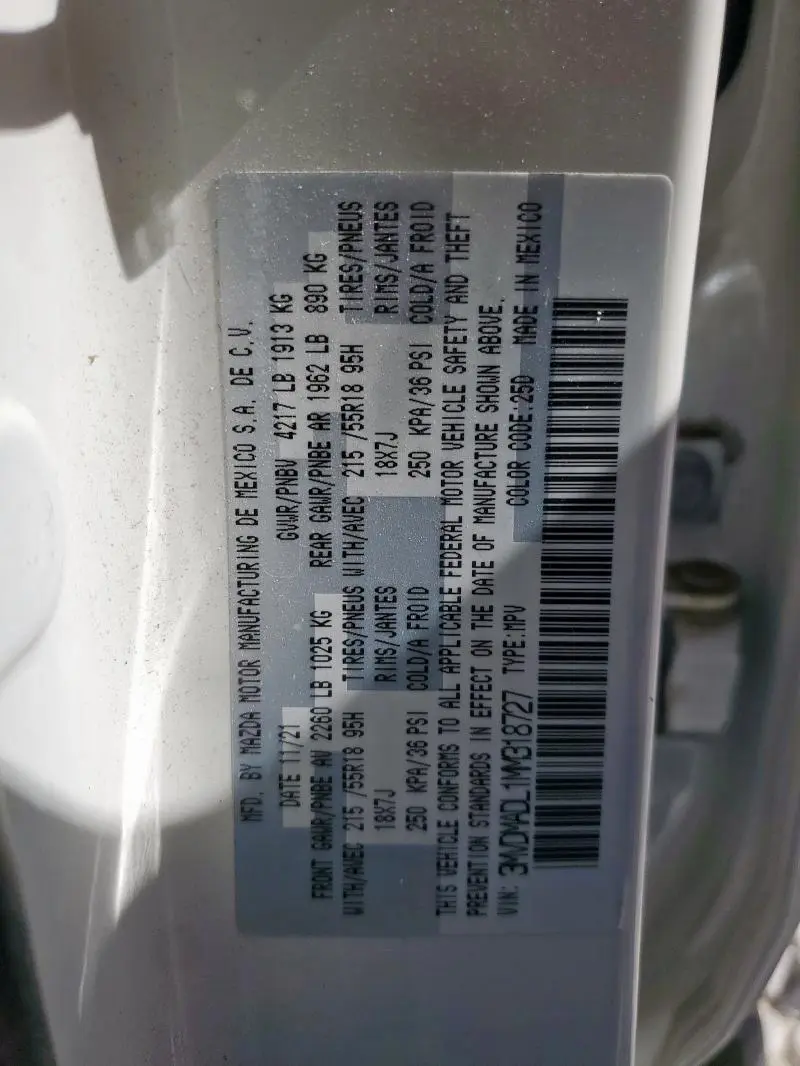 MFD. BY MAZDA MOTOR MANUFACTURING DE MEXICO S.A. DE C.V.
DATE 11/21 GVWR/PNBV 4217 LB 1913 KG
FRONT GAWR/PNBE AV 2260 LB 1025 KG REAR GAWR/PNBE AR 1962 LB 890 KG
WITH/AVEC 215 /55R18 95H TIRES/PNEUS WITH/AVEC 215 /55R18 95H TIRES/PNEUS
18X7J RIMS/JANTES 18X7J RIMS/JANTES
250 KPA/36 PSI COLD/A FROID 250 KPA/36 PSI COLD/A FROID
THIS VEHICLE CONFORMS TO ALL APPLICABLE FEDERAL MOTOR VEHICLE SAFETY AND THEFT
PREVENTION STANDARDS IN EFFECT ON THE DATE OF MANUFACTURE SHOWN ABOVE.
VIN: 3MVDMADL1MM318727 TYPE:MPV COLOR CODE:25D MADE IN MEXICO